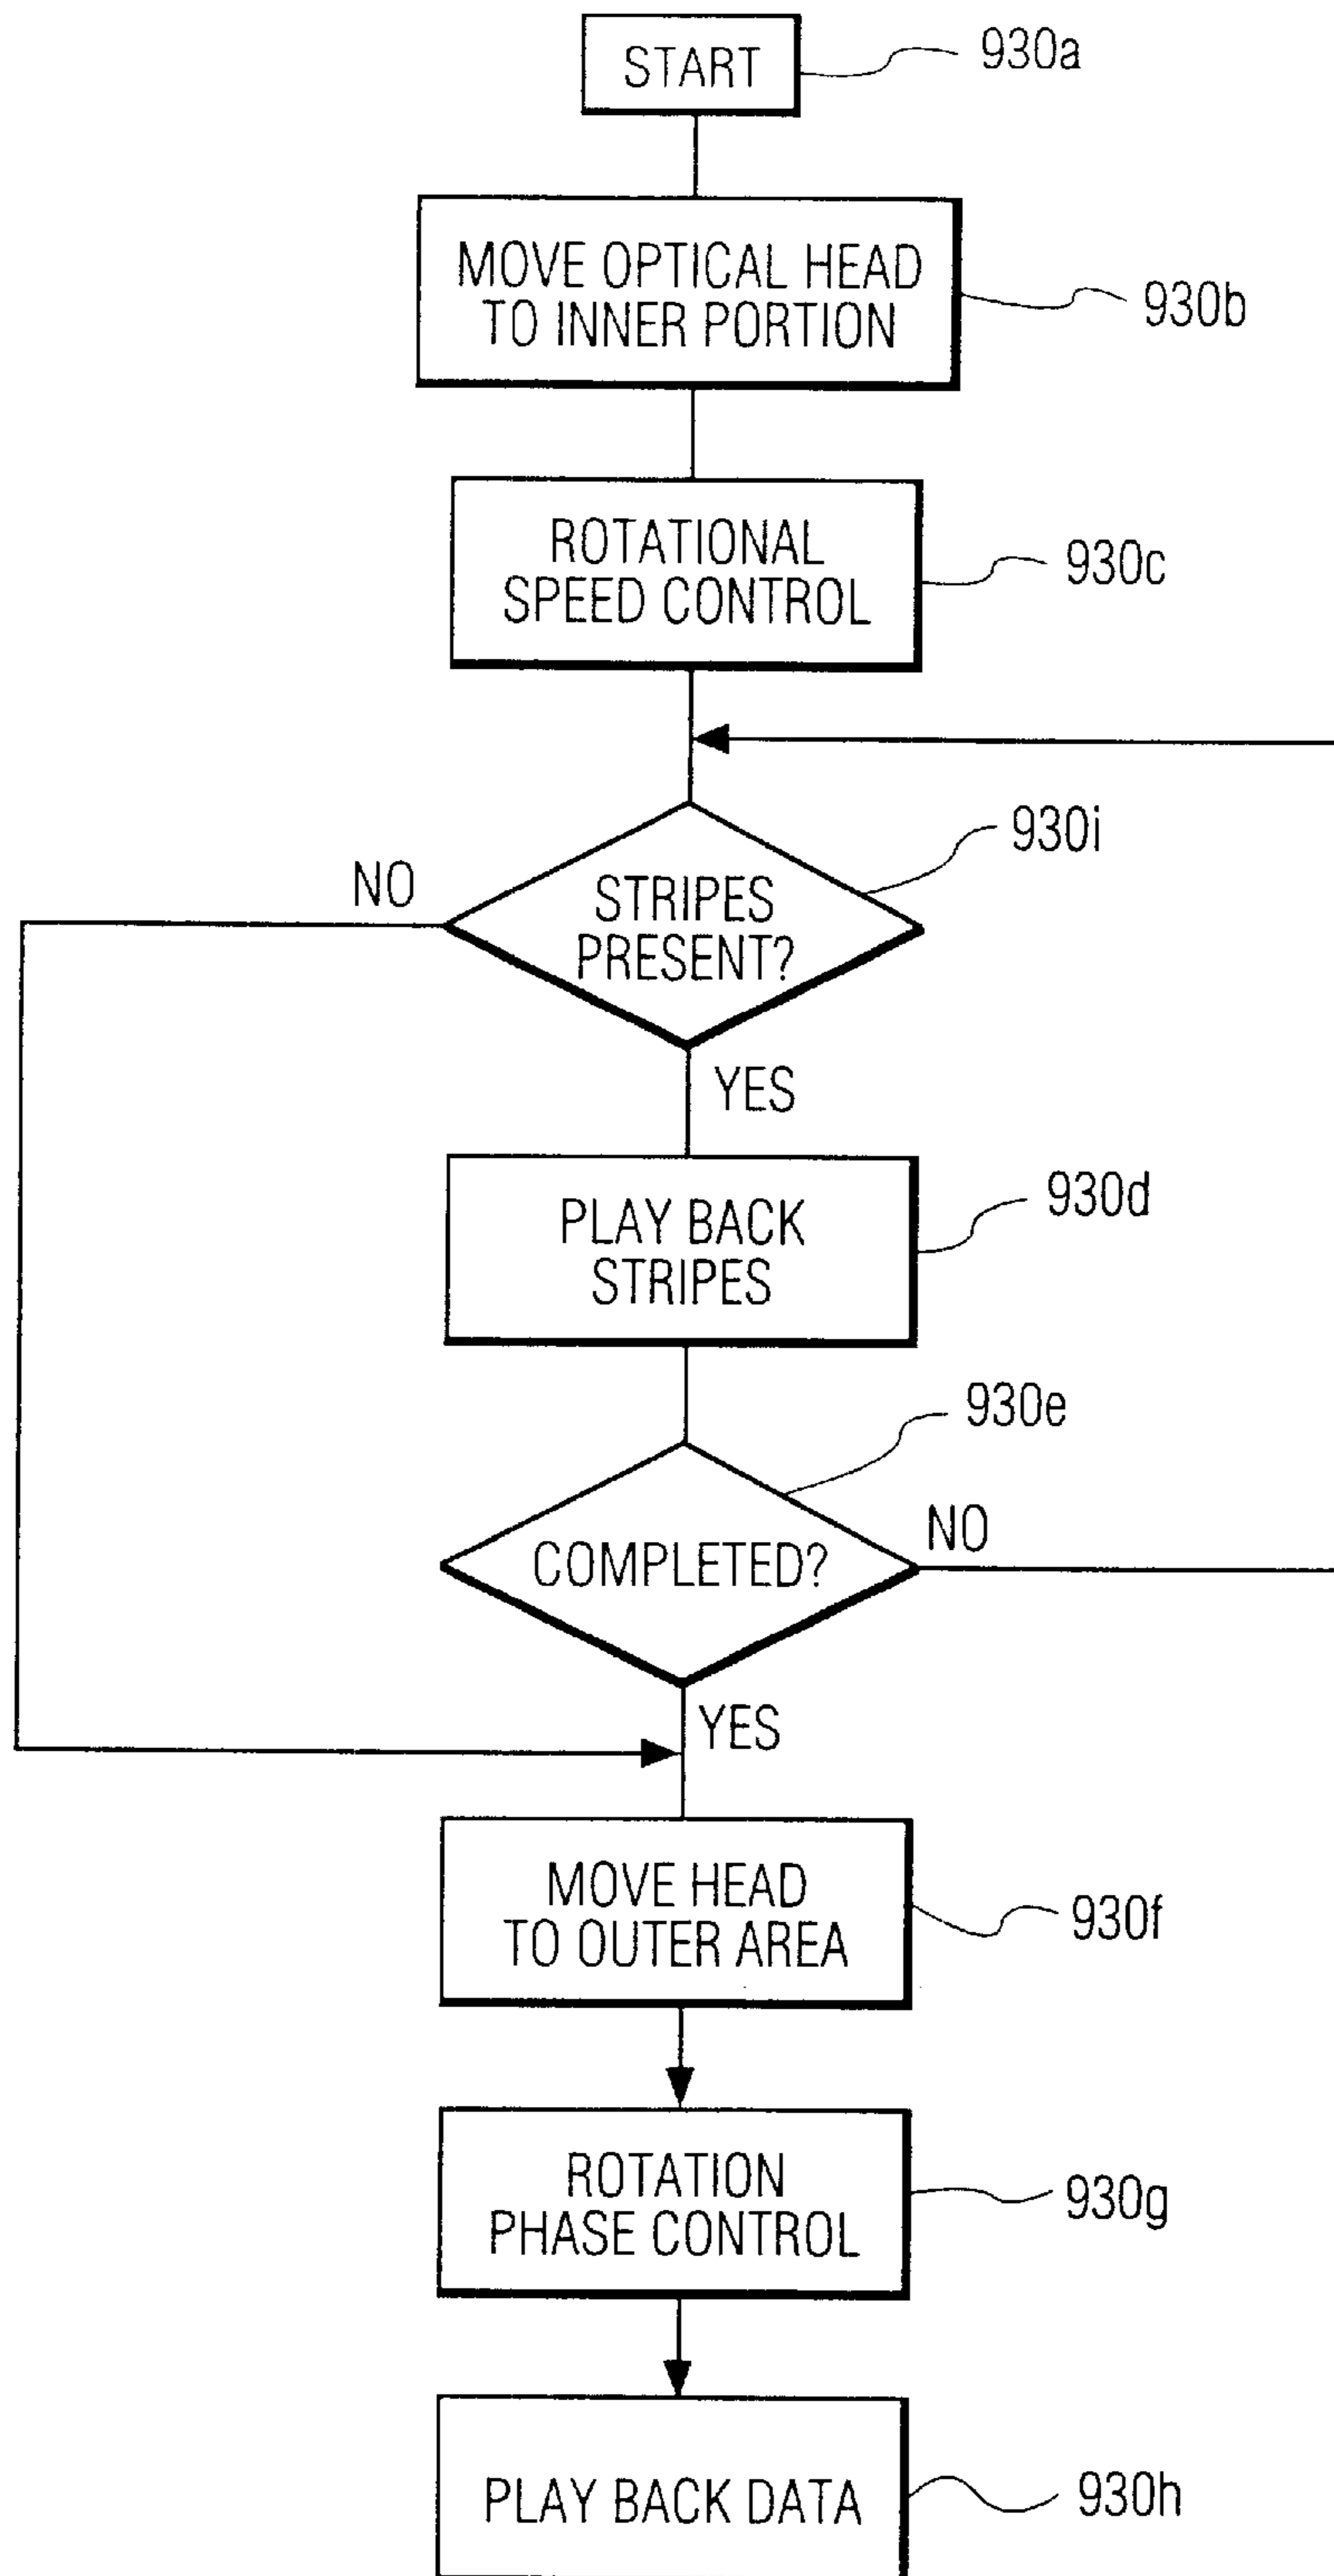 START
930a
MOVE OPTICAL HEAD
TO INNER PORTION
930b
ROTATIONAL
SPEED CONTROL
930c
930i
NO
STRIPES
PRESENT?
YES
PLAY BACK
STRIPES
930d
930e
NO
COMPLETED?
YES
MOVE HEAD
TO OUTER AREA
930f
ROTATION
PHASE CONTROL
930g
PLAY BACK DATA
930h